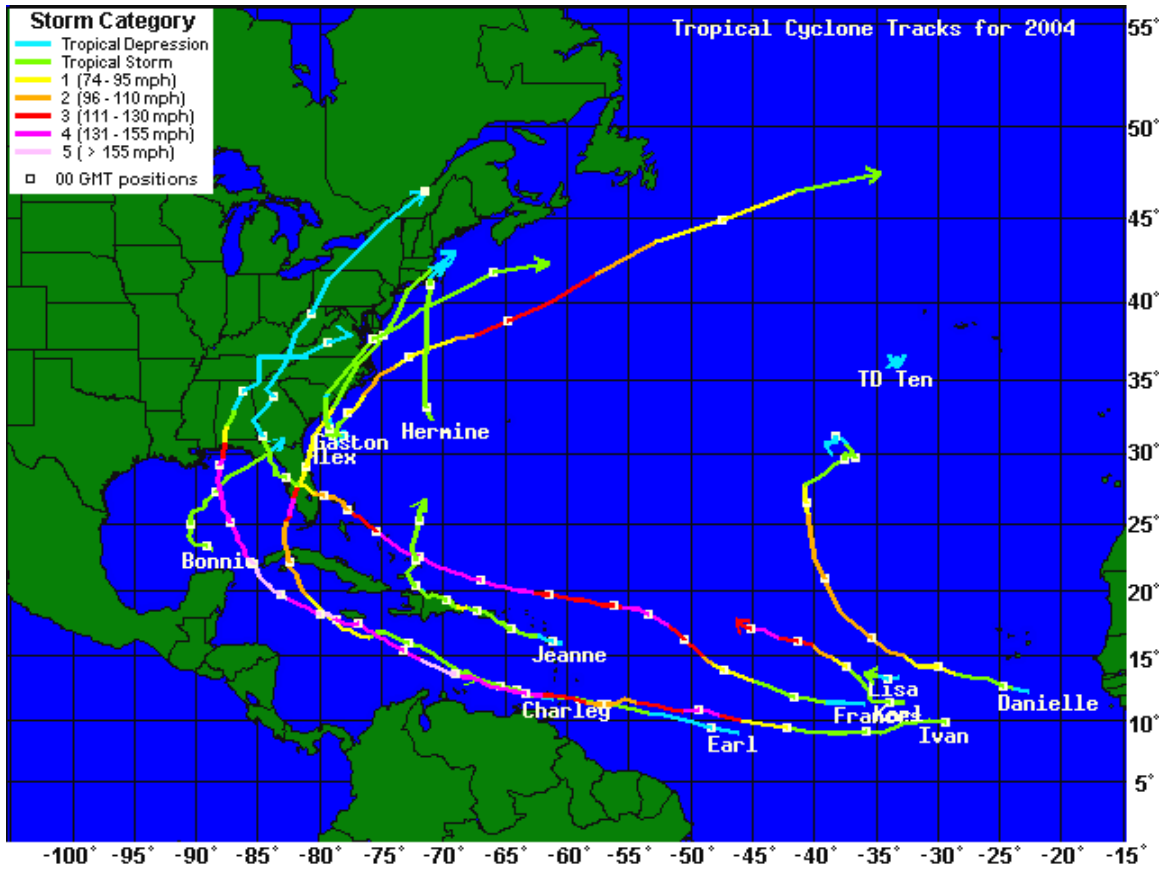 Storm Category
Tropical Depression
Tropical Storm
1 (74 - 95 mph)
2 (96 - 110 mph)
3 (111 - 130 mph)
4 (131 - 155 mph)
5 ( > 155 mph)
00 GMT positions
Tropical Cyclone Tracks for 2004
55°
50°
45°
40°
35°
30°
25°
20°
15°
10°
5°
TD Ten
Hermine
Gaston
Alex
Bonnie
Jeanne
Lisa
Karl
Danielle
Charley
Frances
Ivan
Earl
-100° -95° -90° -85° -80° -75° -70° -65° -60° -55° -50° -45° -40° -35° -30° -25° -20° -15°